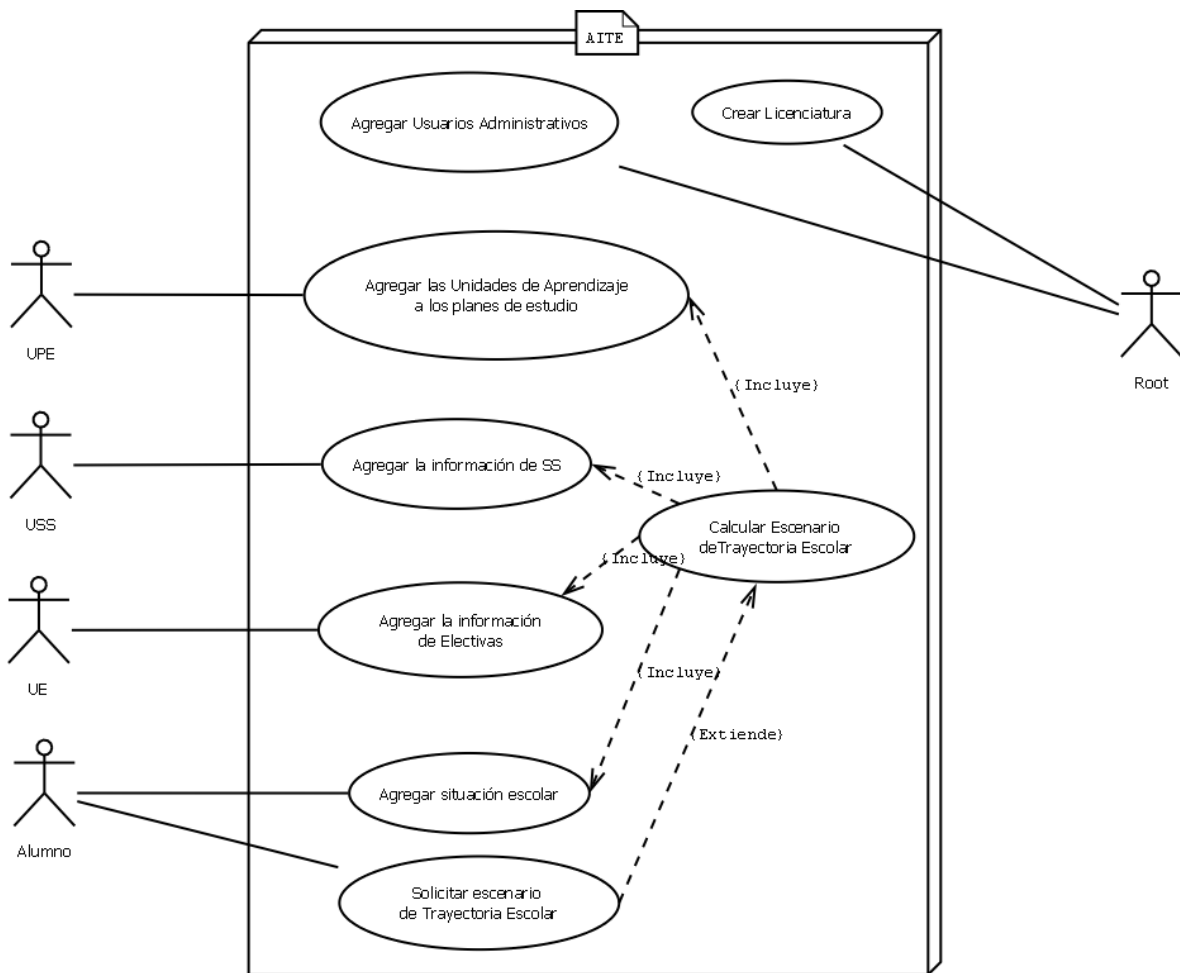 AITE
Agregar Usuarios Administrativos
Crear Licenciatura
Agregar las Unidades de Aprendizaje
a los planes de estudio
UPE
Root
{Incluye}
Agregar la información de SS
{Incluye}
USS
Calcular Escenario
deTrayectoria Escolar
{Incluye}
Agregar la información
de Electivas
UE
{Incluye}
{Extiende}
Agregar situación escolar
Alumno
Solicitar escenario
de Trayectoria Escolar